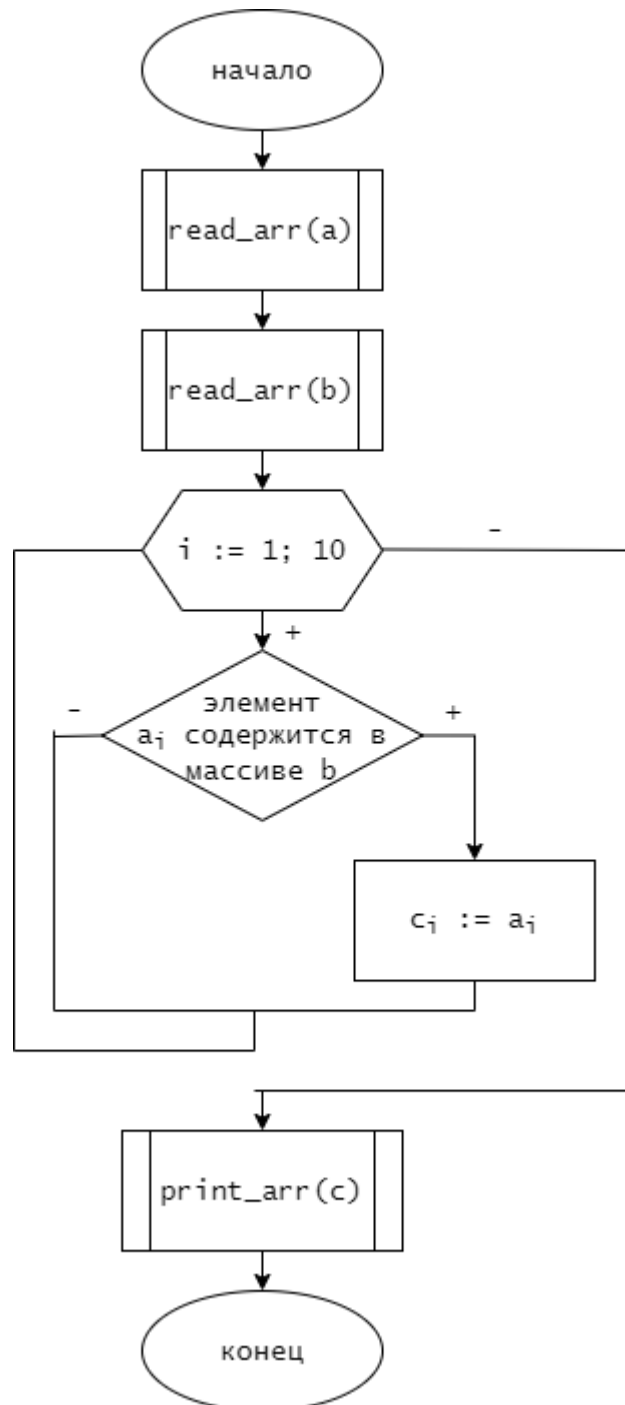 начало
read_arr(a)
read_arr(b)
i := 1; 10
-
+
-
элемент
aᵢ содержится в
массиве b
+
cᵢ := aᵢ
print_arr(c)
конец